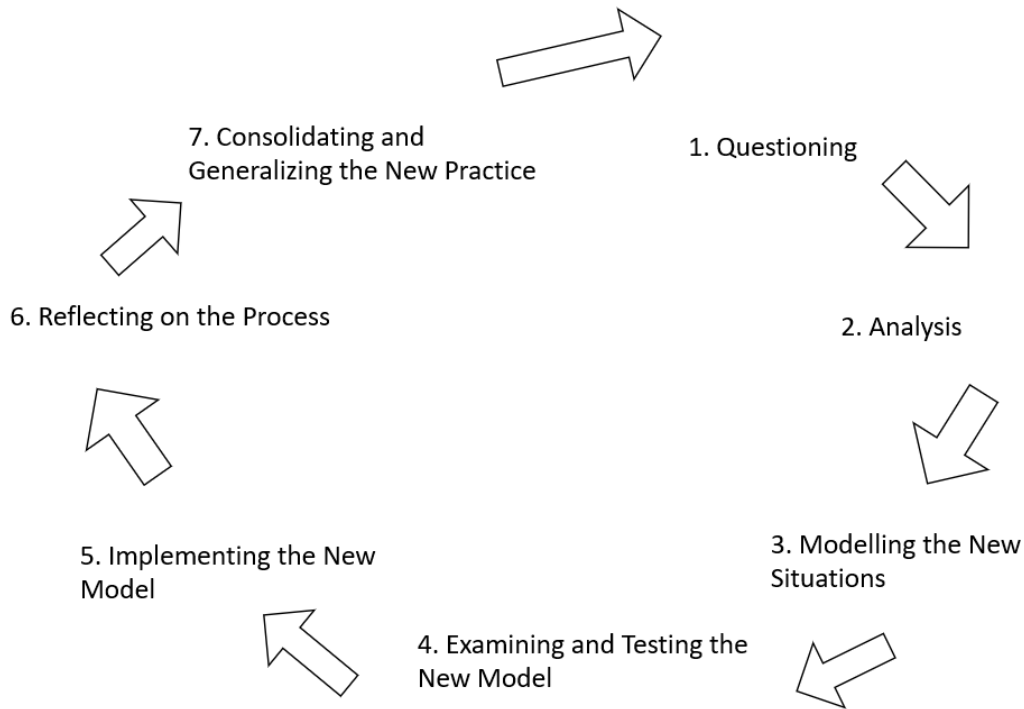 1. Questioning
2. Analysis
3. Modelling the New
Situations
4. Examining and Testing the
New Model
5. Implementing the New
Model
6. Reflecting on the Process
7. Consolidating and
Generalizing the New Practice